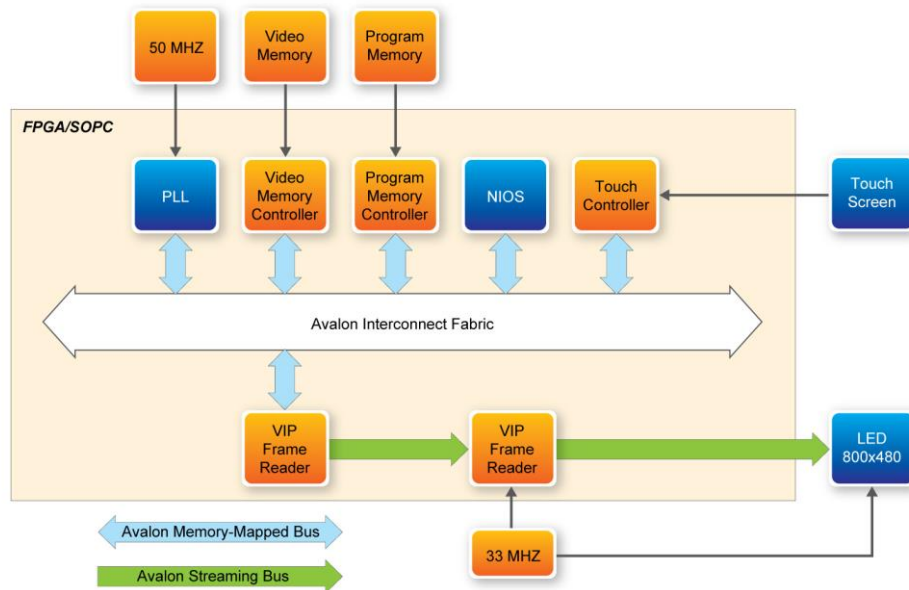 50 MHZ
Video
Memory
Program
Memory
FPGA/SOPC
PLL
Video
Memory
Controller
Program
Memory
Controller
NIOS
Touch
Controller
Touch
Screen
Avalon Interconnect Fabric
VIP
Frame
Reader
VIP
Frame
Reader
LED
800x480
Avalon Memory-Mapped Bus
33 MHZ
Avalon Streaming Bus